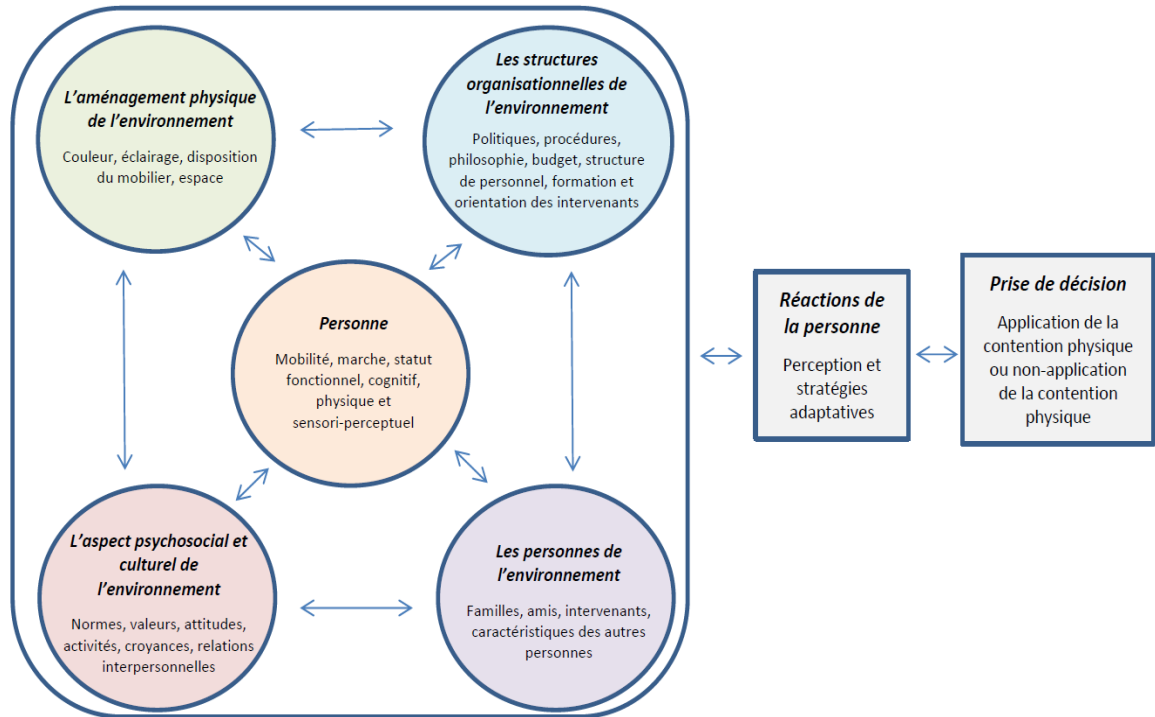 L'aménagement physique
de l'environnement
Couleur, éclairage, disposition
du mobilier, espace
Les structures
organisationnelles de
l'environnement
Politiques, procédures,
philosophie, budget, structure
de personnel, formation et
orientation des intervenants
Personne
Mobilité, marche, statut
fonctionnel, cognitif,
physique et
sensori-perceptuel
L'aspect psychosocial et
culturel de
l'environnement
Normes, valeurs, attitudes,
activités, croyances, relations
interpersonnelles
Les personnes de
l'environnement
Familles, amis, intervenants,
caractéristiques des autres
personnes
Réactions de
la personne
Perception et
stratégies
adaptatives
Prise de décision
Application de la
contention physique
ou non-application
de la contention
physique